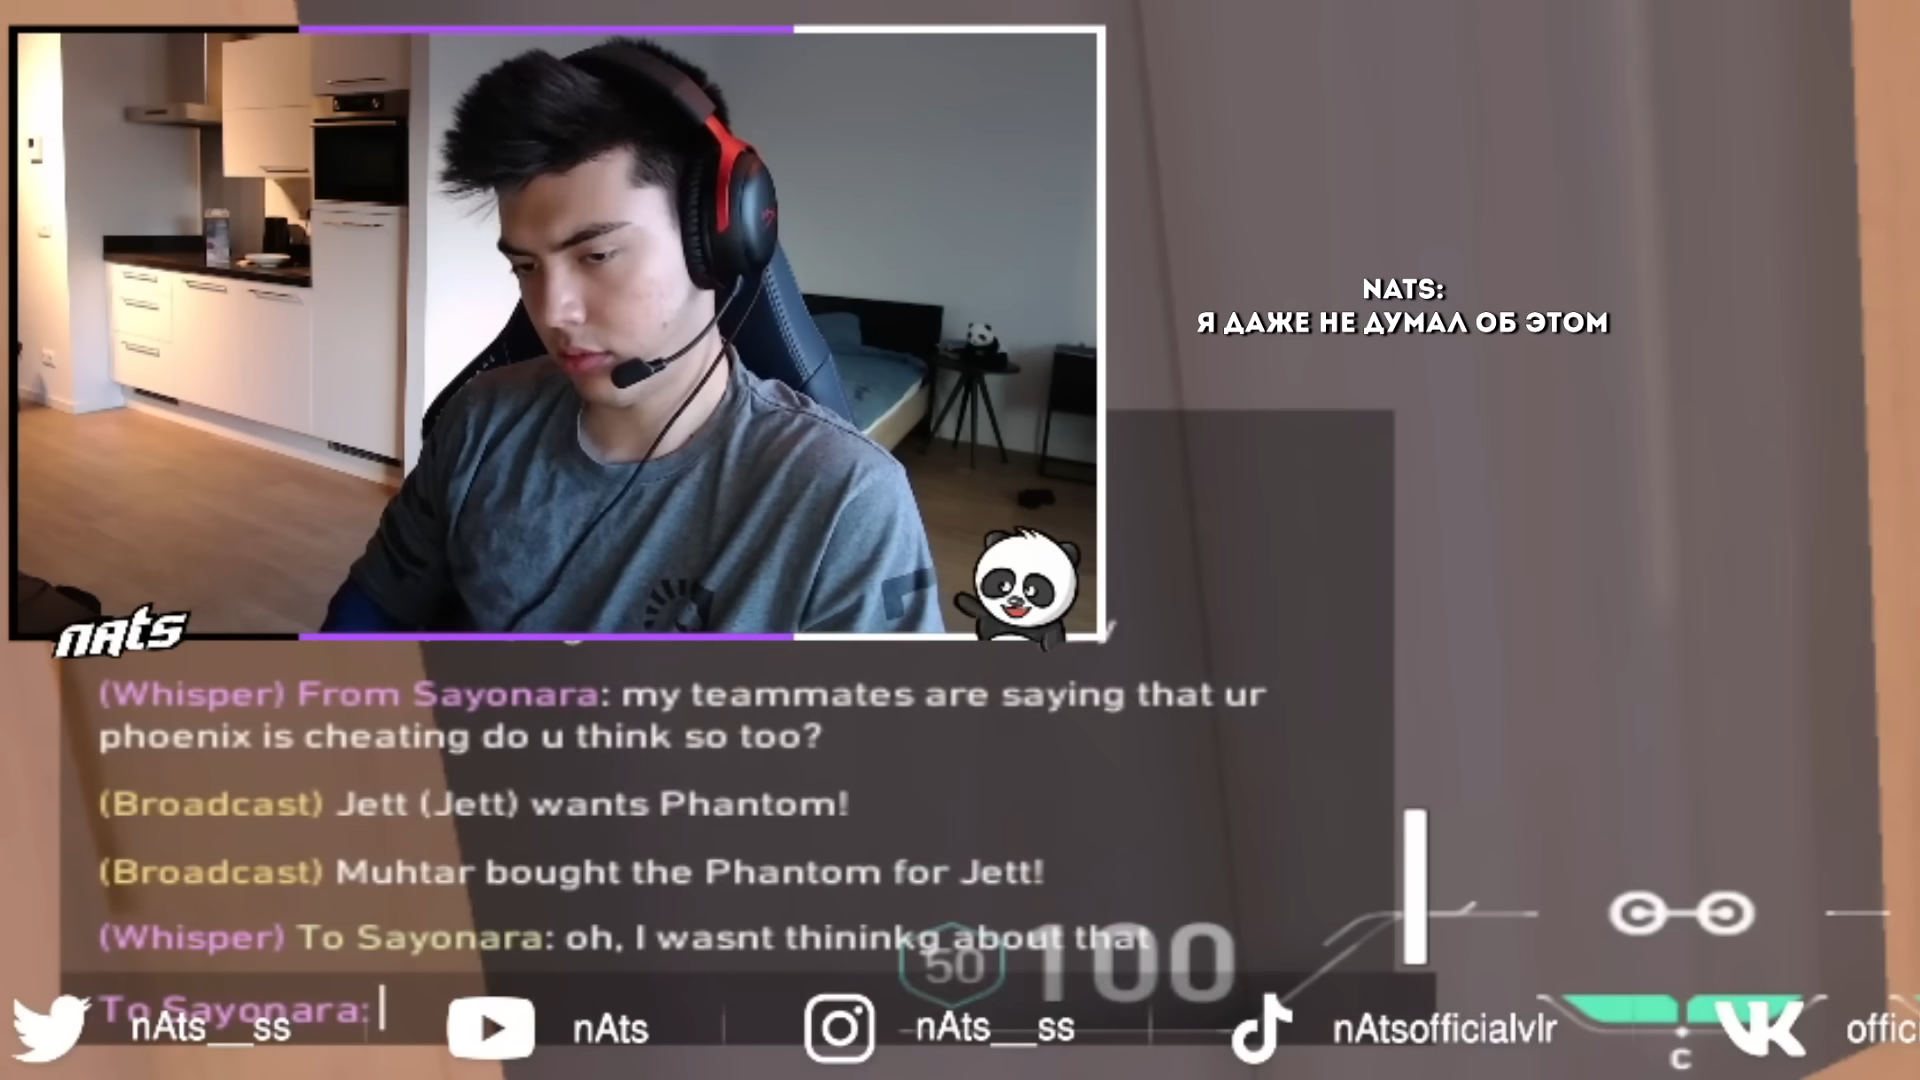 NATS:
Я ДАЖЕ НЕ ДУМАЛ ОБ ЭТОМ
nAts
(Whisper) From Sayonara: my teammates are saying that ur
phoenix is cheating do u think so too?
(Broadcast) Jett (Jett) wants Phantom!
(Broadcast) Muhtar bought the Phantom for Jett!
(Whisper) To Sayonara: oh, I wasnt thininkg about that
50 100
To Sayonara:
nAts__ss
nAts
nAts__ss
nAtsofficialvlr
offic
C